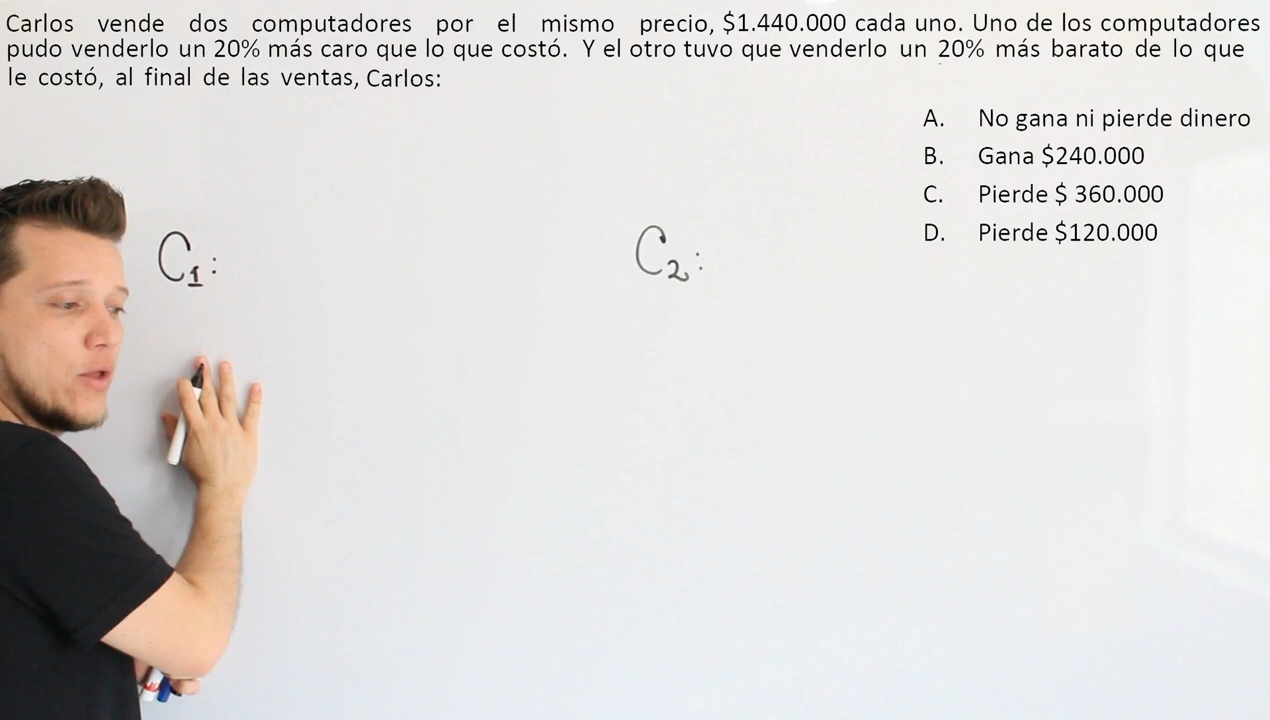 Carlos vende dos computadores por el mismo precio, $1.440.000 cada uno. Uno de los computadores
pudo venderlo un 20% más caro que lo que costó. Y el otro tuvo que venderlo un 20% más barato de lo que
le costó, al final de las ventas, Carlos:
A. No gana ni pierde dinero
B. Gana $240.000
C. Pierde $ 360.000
D. Pierde $120.000
C1: C2: